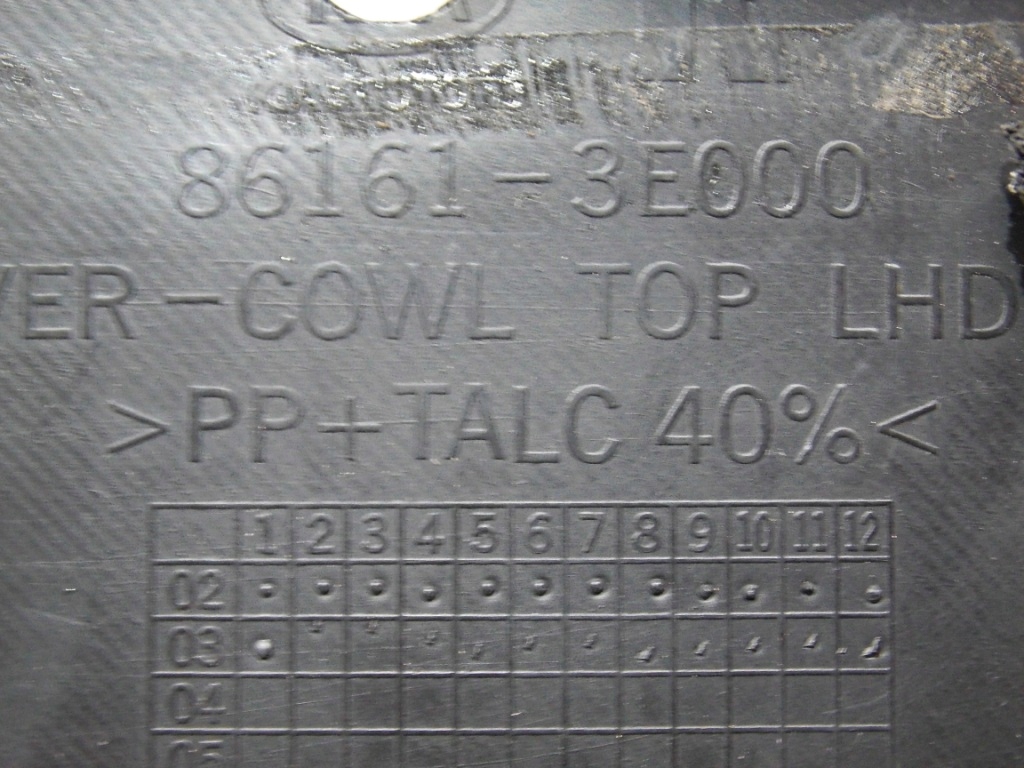 86161-3E000
VER-COWL TOP LHD
>PP+TALC 40%<
1 2 3 4 5 6 7 8 9 10 11 12
02
03
04
05